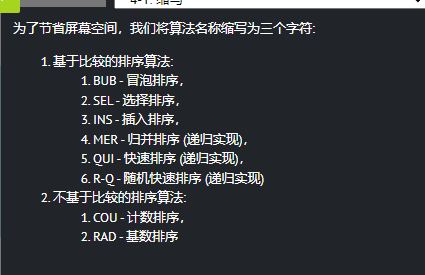 4-1. 缩写
为了节省屏幕空间，我们将算法名称缩写为三个字符:
1. 基于比较的排序算法:
1. BUB - 冒泡排序，
2. SEL - 选择排序，
3. INS - 插入排序，
4. MER - 归并排序 (递归实现)，
5. QUI - 快速排序 (递归实现)，
6. R-Q - 随机快速排序 (递归实现)
2. 不基于比较的排序算法:
1. COU - 计数排序，
2. RAD - 基数排序